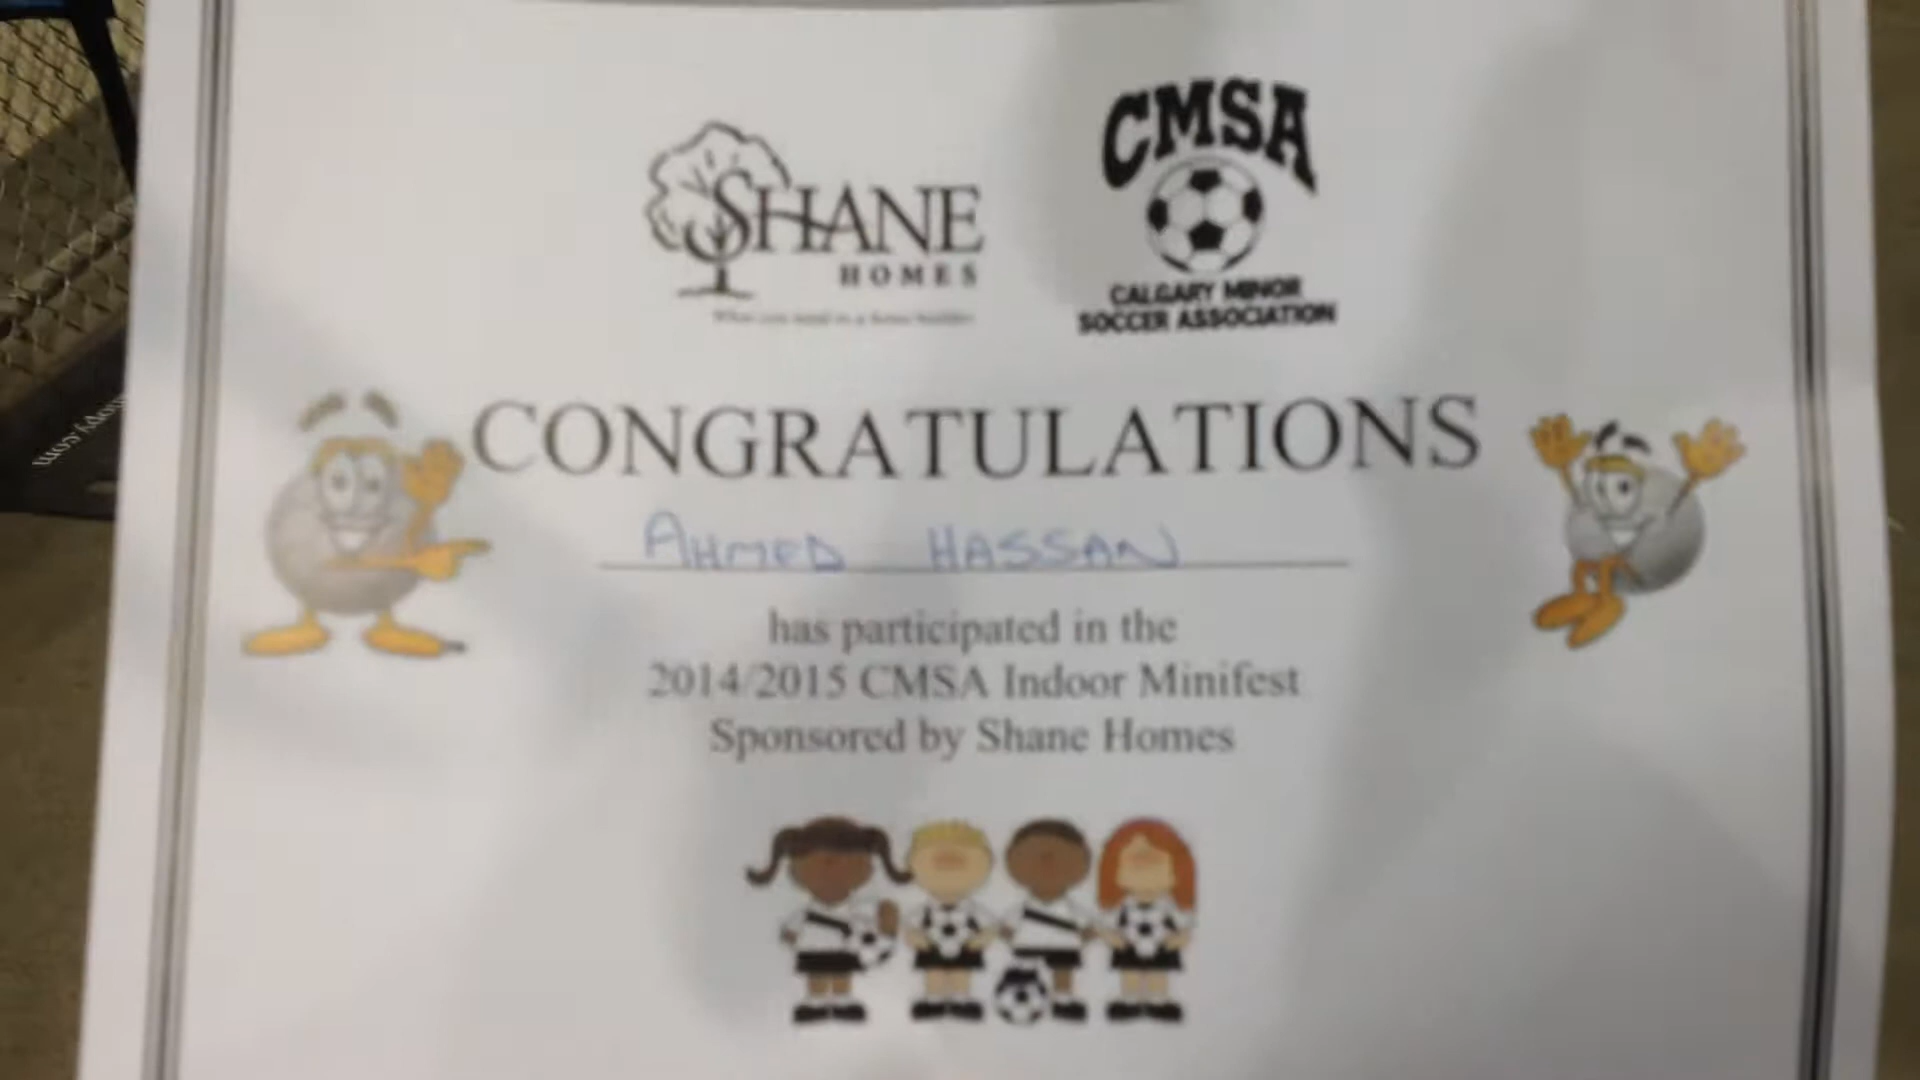 CMSA
SHANE
HOMES
CALGARY MINOR
SOCCER ASSOCIATION
CONGRATULATIONS
AHMED HASSAN
has participated in the
2014/2015 CMSA Indoor Minifest
Sponsored by Shane Homes